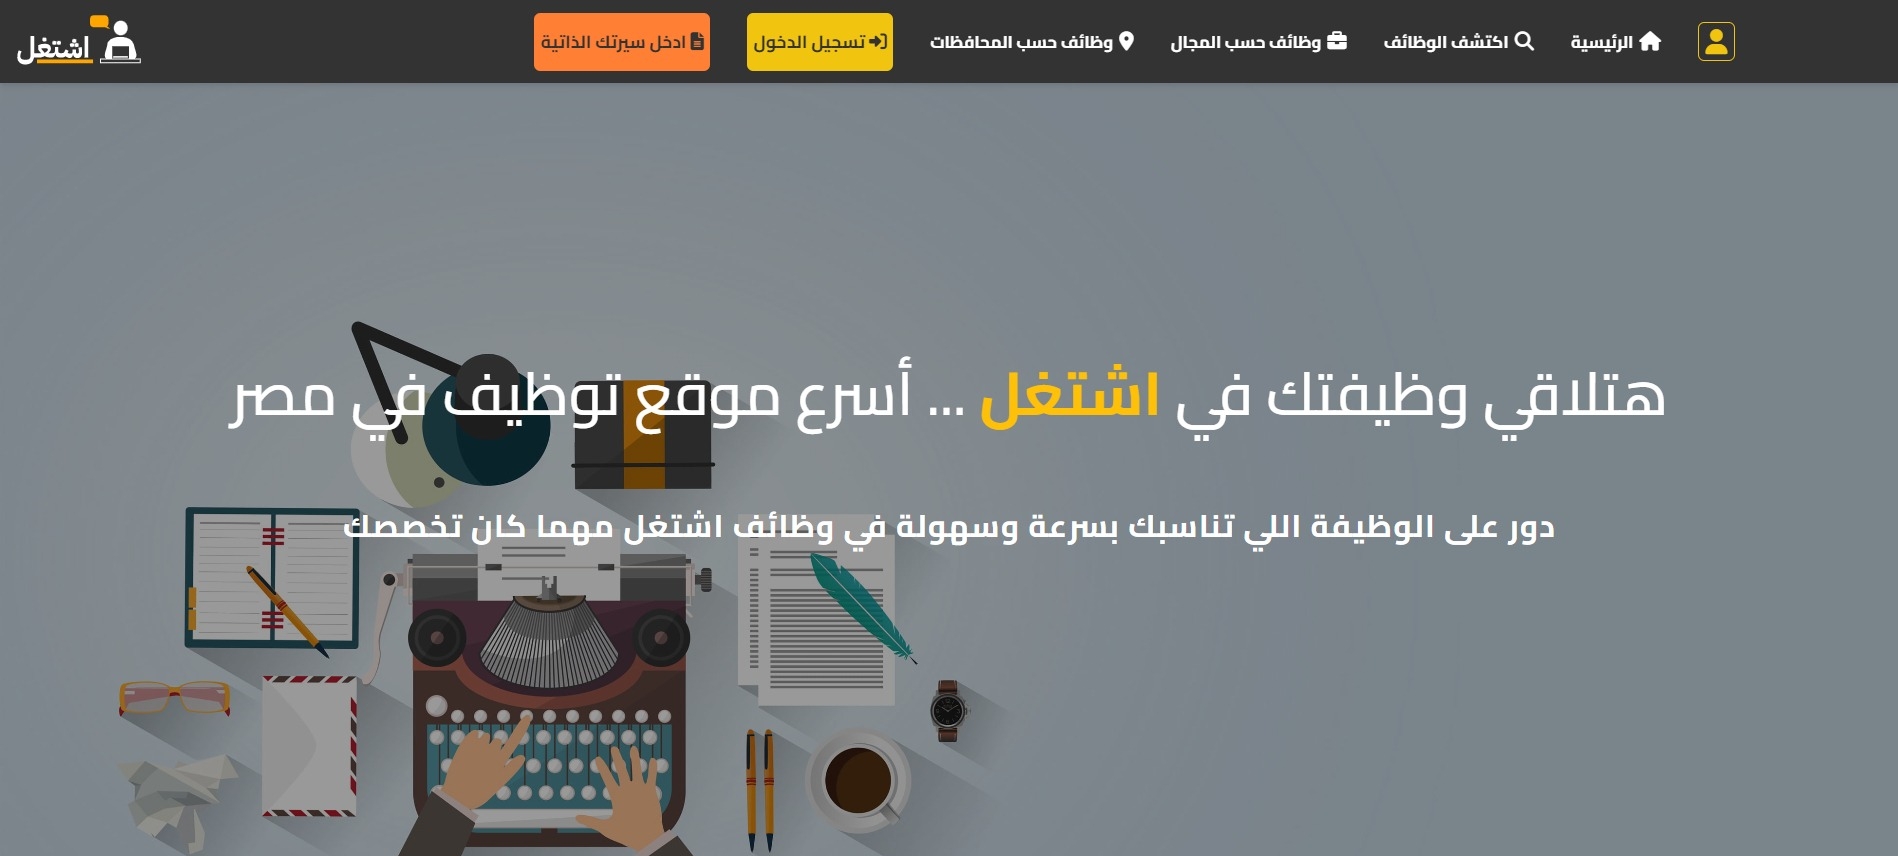 الرئيسية
اكتشف الوظائف
وظائف حسب المجال
وظائف حسب المحافظات
تسجيل الدخول
ادخل سيرتك الذاتية
اشتغل
هتلاقي وظيفتك في اشتغل ... أسرع موقع توظيف في مصر
دور على الوظيفة اللي تناسبك بسرعة وسهولة في وظائف اشتغل مهما كان تخصصك